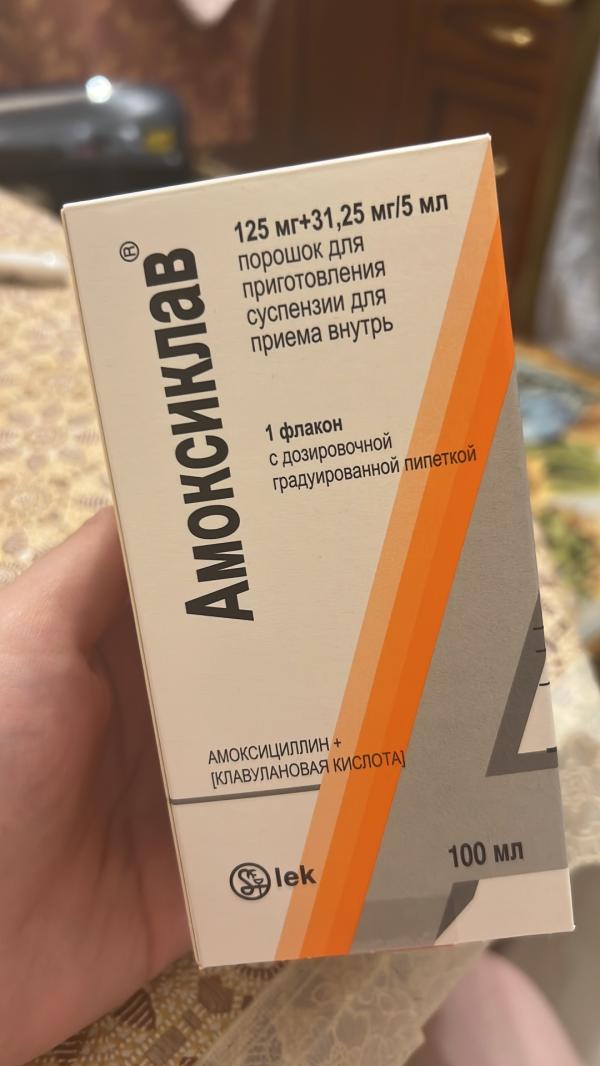 Амоксиклав®
125 мг+31,25 мг/5 мл
порошок для
приготовления
суспензии для
приема внутрь
1 флакон
с дозировочной
градуированной пипеткой
АМОКСИЦИЛЛИН +
[КЛАВУЛАНОВАЯ КИСЛОТА]
lek
100 мл